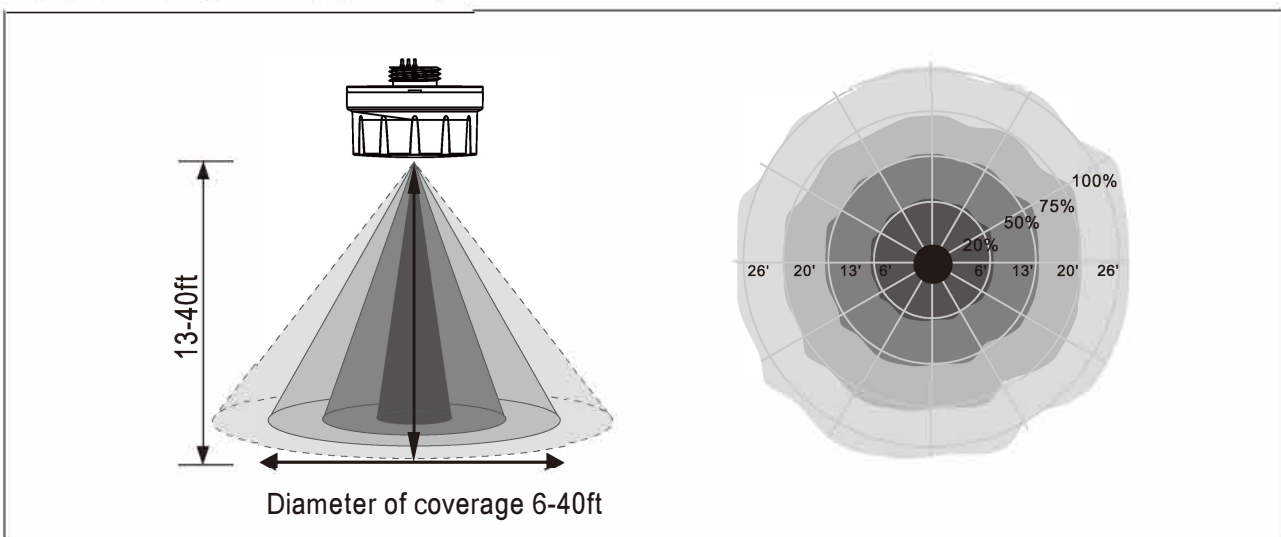 13-40ft
Diameter of coverage 6-40ft
100%
75%
50%
20%
26' 20' 13' 6' 6' 13' 20' 26'